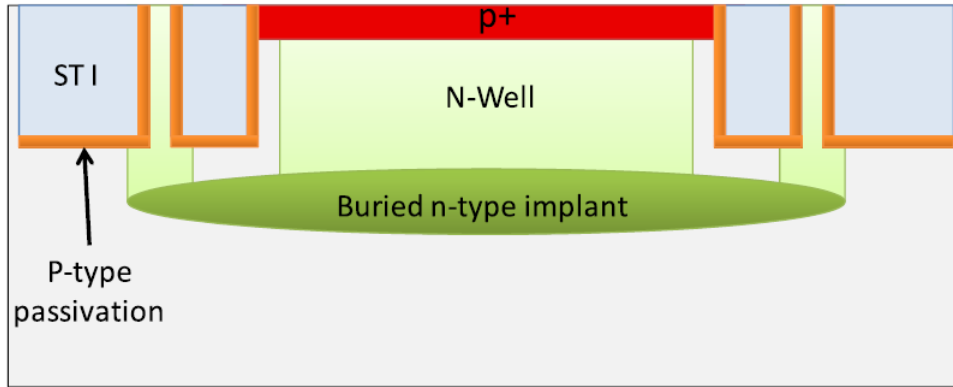 p+
ST I
N-Well
Buried n-type implant
P-type
passivation